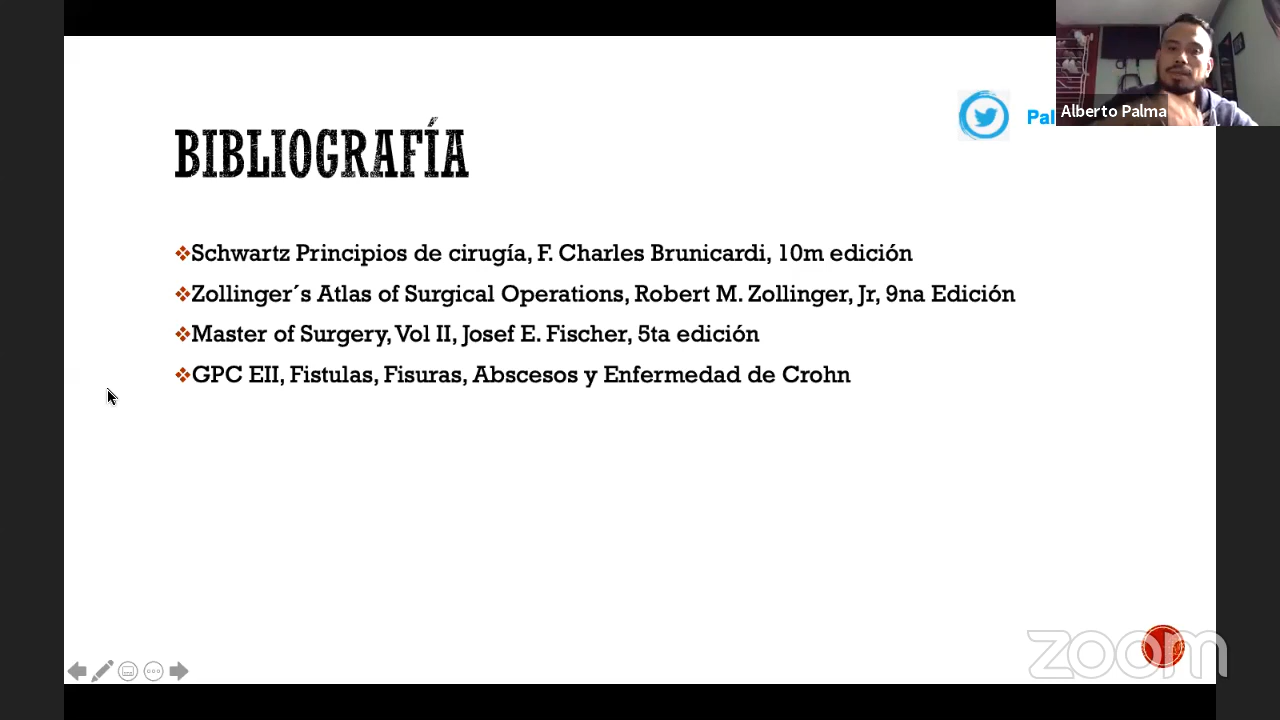 Alberto Palma
BIBLIOGRAFÍA
Schwartz Principios de cirugía, F. Charles Brunicardi, 10m edición
Zollinger´s Atlas of Surgical Operations, Robert M. Zollinger, Jr, 9na Edición
Master of Surgery, Vol II, Josef E. Fischer, 5ta edición
GPC EII, Fistulas, Fisuras, Abscesos y Enfermedad de Crohn
zoom